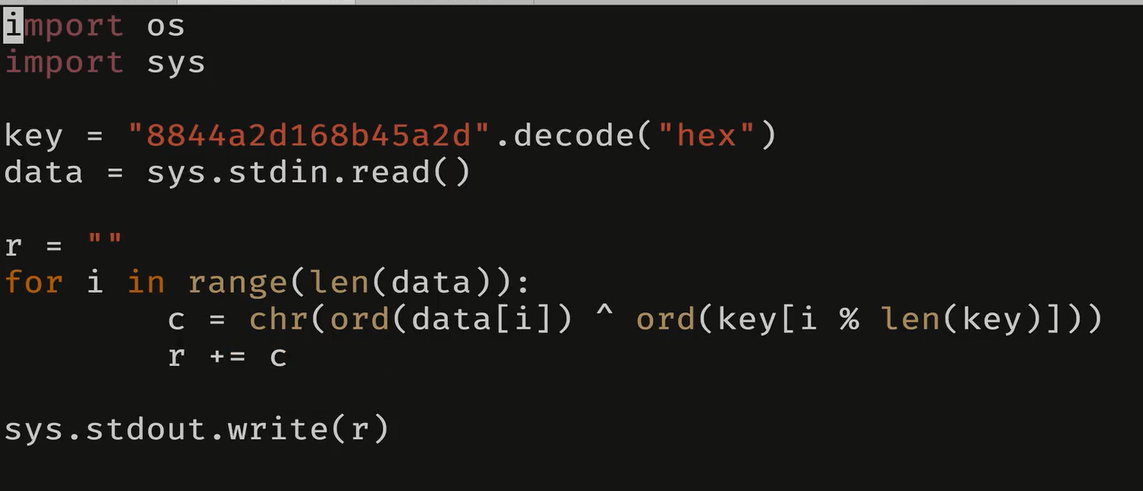 import os
import sys
key = "8844a2d168b45a2d".decode("hex")
data = sys.stdin.read()
r = ""
for i in range(len(data)):
c = chr(ord(data[i]) ^ ord(key[i % len(key)]))
r += c
sys.stdout.write(r)